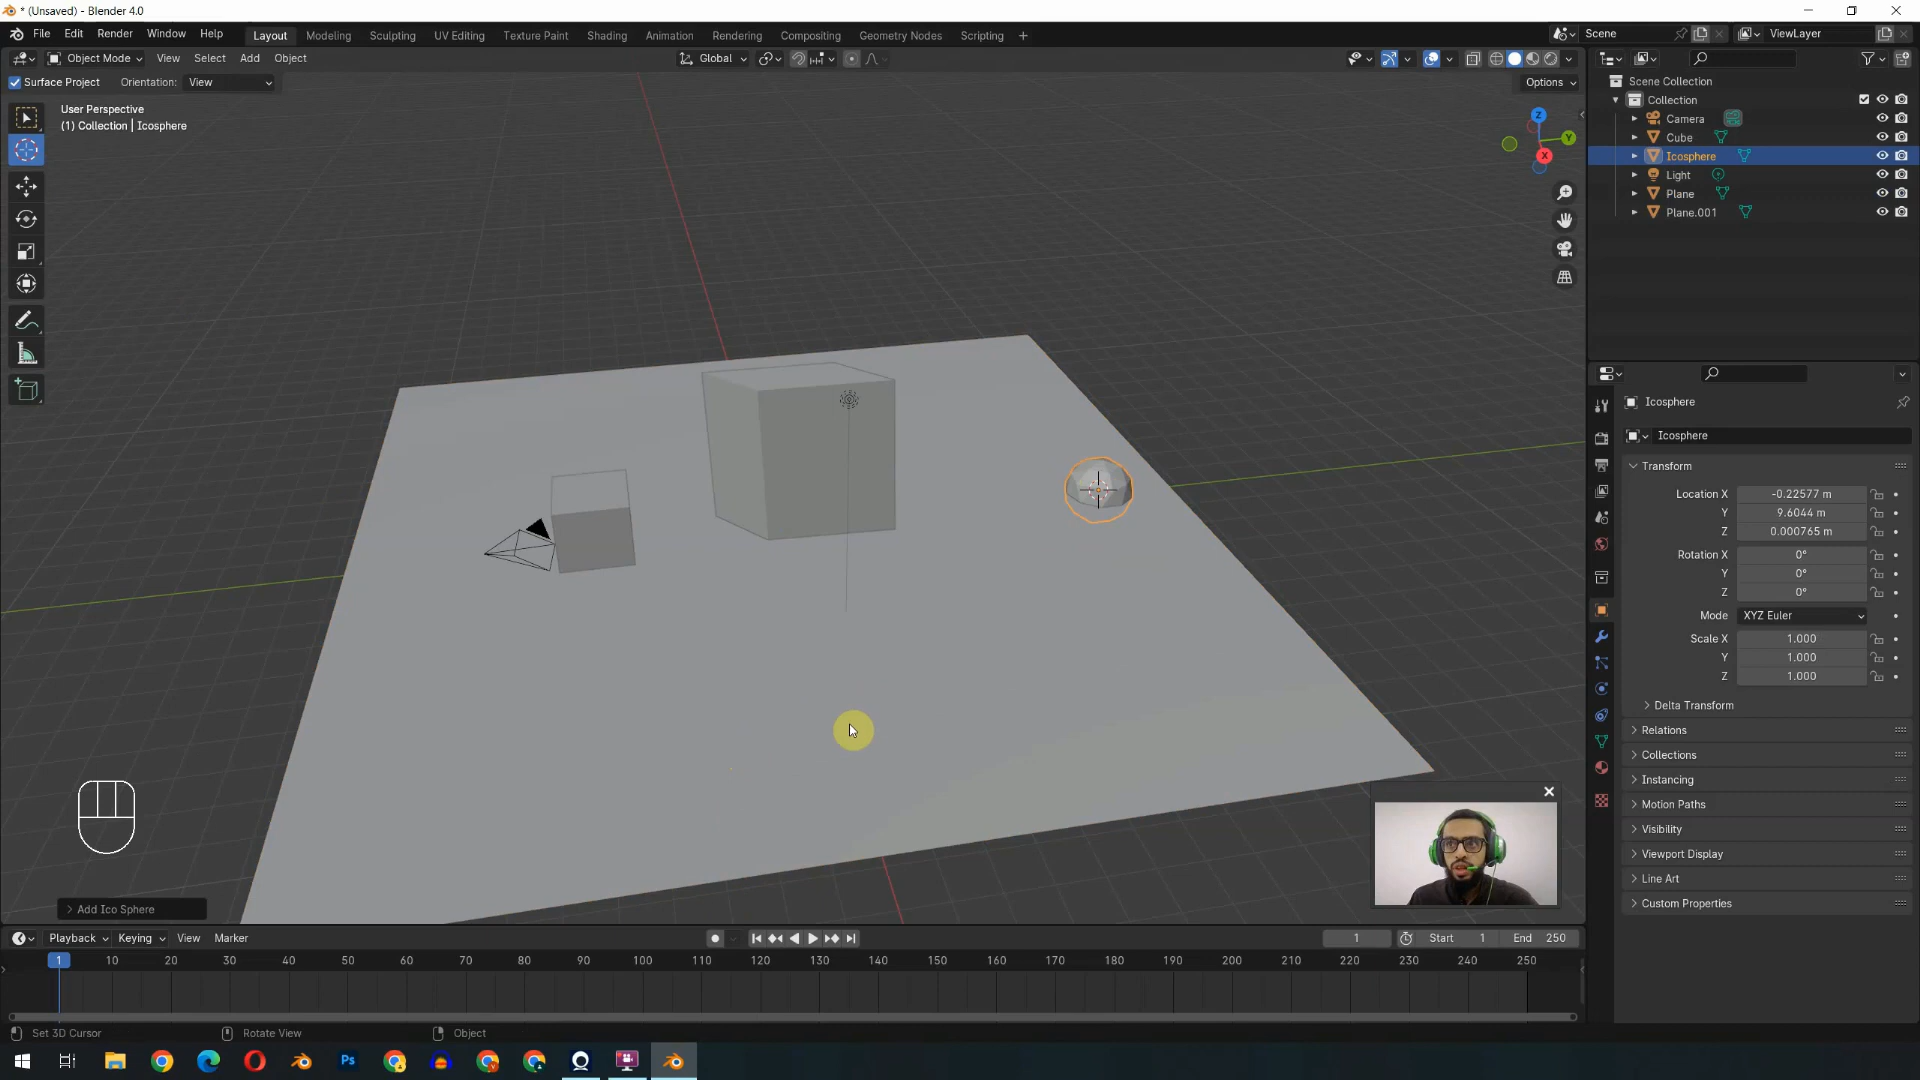 * (Unsaved) - Blender 4.0
File Edit Render Window Help Layout Modeling Sculpting UV Editing Texture Paint Shading Animation Rendering Compositing Geometry Nodes Scripting + Scene ViewLayer
Object Mode View Select Add Object Global
Surface Project Orientation: View Options
User Perspective
(1) Collection | Icosphere
Z
Y
X
Scene Collection
Collection
Camera
Cube
Icosphere
Light
Plane
Plane.001
Icosphere
Icosphere
Transform
Location X -0.22577 m
Y 9.6044 m
Z 0.000765 m
Rotation X 0°
Y 0°
Z 0°
Mode XYZ Euler
Scale X 1.000
Y 1.000
Z 1.000
Delta Transform
Relations
Collections
Instancing
Motion Paths
Visibility
Viewport Display
Line Art
Custom Properties
Add Ico Sphere
Playback Keying View Marker 1 Start 1 End 250
1 10 20 30 40 50 60 70 80 90 100 110 120 130 140 150 160 170 180 190 200 210 220 230 240 250
Set 3D Cursor Rotate View Object
Ps